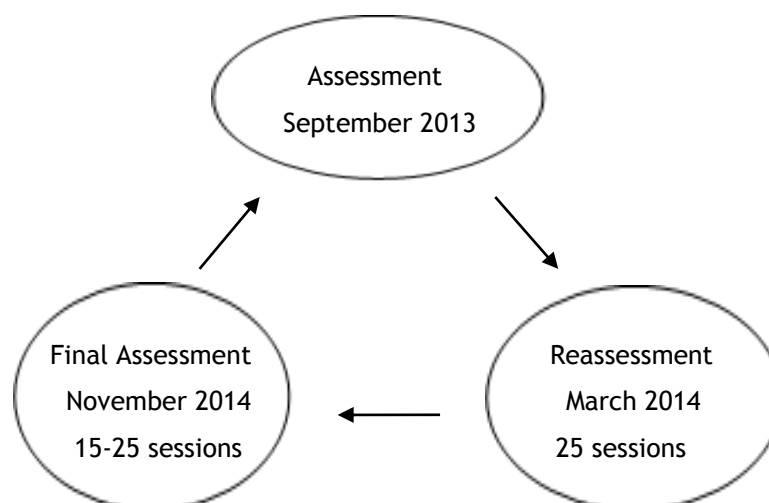 Assessment
September 2013
Final Assessment
November 2014
15-25 sessions
Reassessment
March 2014
25 sessions